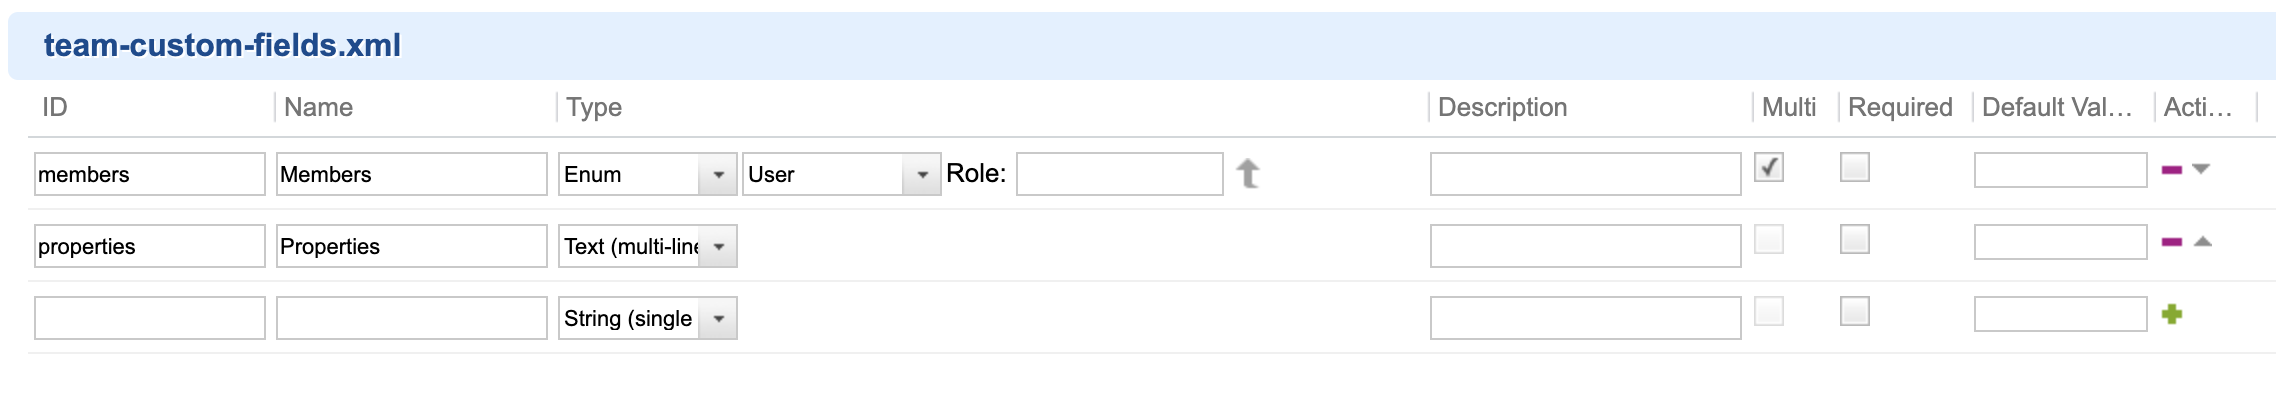 team-custom-fields.xml
ID Name Type Description Multi Required Default Val... Acti...
members Members Enum User Role:
properties Properties Text (multi-line
String (single